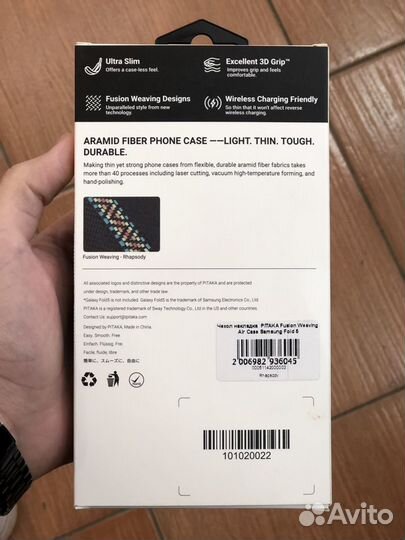 Ultra Slim
Offers a case-less feel.
Excellent 3D Grip™
Improves grip and feels
comfortable.
Fusion Weaving Designs
Unparalleled style from new
technology.
Wireless Charging Friendly
So thin that it won't affect reverse
wireless charging.
ARAMID FIBER PHONE CASE ——LIGHT. THIN. TOUGH.
DURABLE.
Making thin yet strong phone cases from flexible, durable aramid fiber fabrics takes
more than 40 processes including laser cutting, vacuum high-temperature forming, and
hand-polishing.
Fusion Weaving - Rhapsody
All associated logos and distinctive designs are the property of PITAKA and are protected
under design, trademark, and other trade law.
*Galaxy Fold5 is not included. Galaxy Fold5 is a trademark of Samsung Electronics Co., Ltd
PITAKA is a registered trademark of Sway Technology Co., Ltd in the US and other countries
Contact Us: support@ipitaka.com
Designed by PITAKA, Made in China
Easy. Smooth. Free
Einfach. Flüssig. Frei
Facile, fluide, libre
簡単に、スムーズに、自由に
Чехол накладка PITAKA Fusion Weaving
Air Case Samsung Fold 5
2 006982 936045
00051142000002
Rhapsody
101020022
Avito